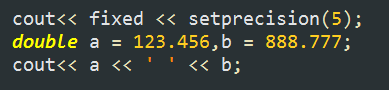 cout<< fixed << setprecision(5);
double a = 123.456,b = 888.777;
cout<< a << ' ' << b;